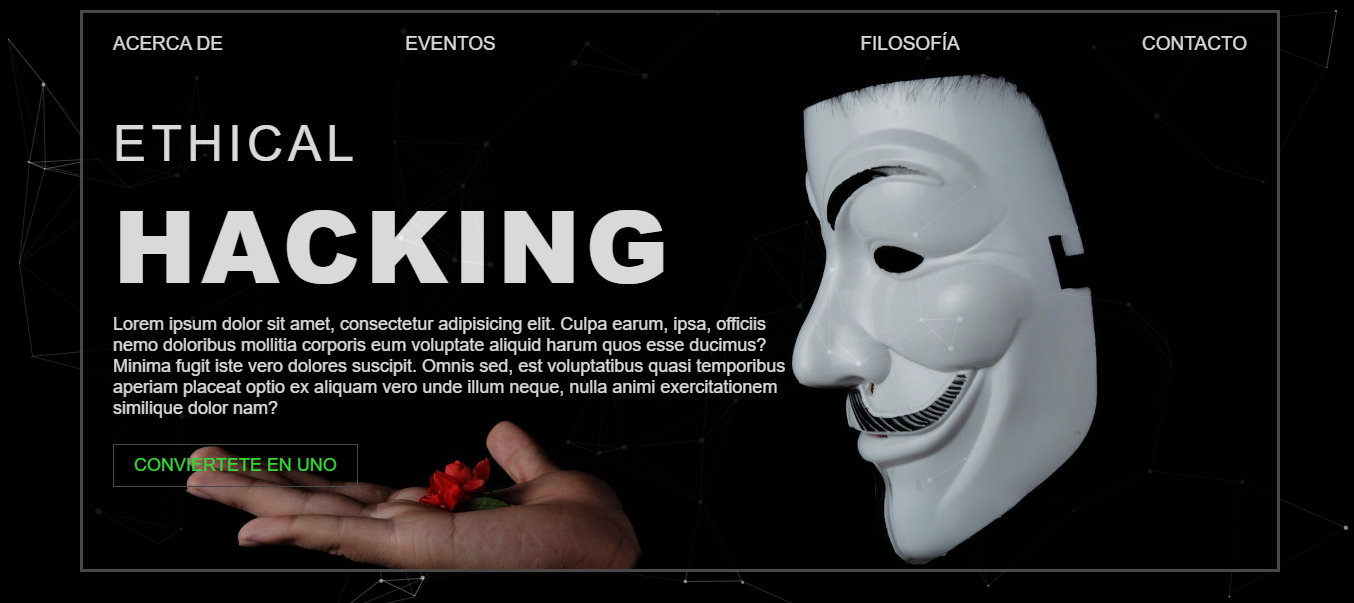 ACERCA DE
EVENTOS
FILOSOFÍA
CONTACTO
ETHICAL
HACKING
Lorem ipsum dolor sit amet, consectetur adipisicing elit. Culpa earum, ipsa, officiis
nemo doloribus mollitia corporis eum voluptate aliquid harum quos esse ducimus?
Minima fugit iste vero dolores suscipit. Omnis sed, est voluptatibus quasi temporibus
aperiam placeat optio ex aliquam vero unde illum neque, nulla animi exercitationem
similique dolor nam?
CONVIERTETE EN UNO